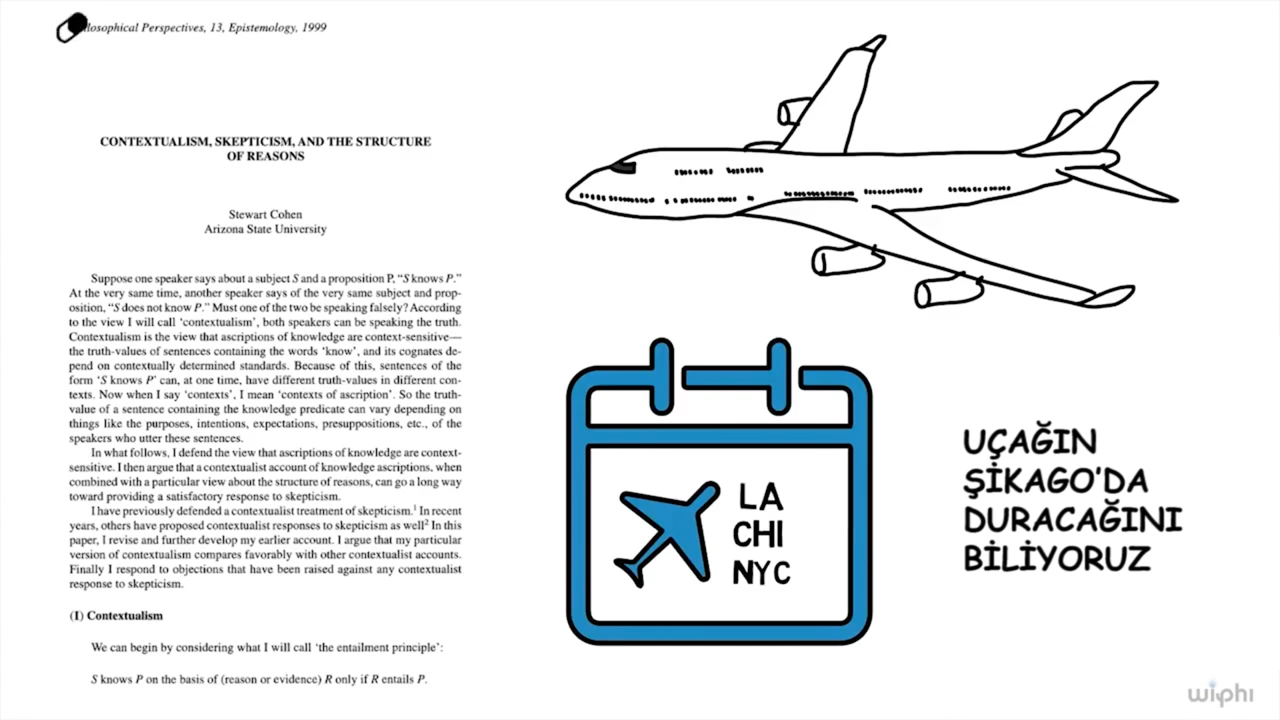 losophical Perspectives, 13, Epistemology, 1999
CONTEXTUALISM, SKEPTICISM, AND THE STRUCTURE
OF REASONS
Stewart Cohen
Arizona State University
Suppose one speaker says about a subject S and a proposition P, “S knows P.”
At the very same time, another speaker says of the very same subject and prop-
osition, “S does not know P.” Must one of the two be speaking falsely? According
to the view I will call ‘contextualism’, both speakers can be speaking the truth.
Contextualism is the view that ascriptions of knowledge are context-sensitive—
the truth-values of sentences containing the words ‘know’, and its cognates de-
pend on contextually determined standards. Because of this, sentences of the
form ‘S knows P’ can, at one time, have different truth-values in different con-
texts. Now when I say ‘contexts’, I mean ‘contexts of ascription’. So the truth-
value of a sentence containing the knowledge predicate can vary depending on
things like the purposes, intentions, expectations, presuppositions, etc., of the
speakers who utter these sentences.
In what follows, I defend the view that ascriptions of knowledge are context-
sensitive. I then argue that a contextualist account of knowledge ascriptions, when
combined with a particular view about the structure of reasons, can go a long way
toward providing a satisfactory response to skepticism.
I have previously defended a contextualist treatment of skepticism.1 In recent
years, others have proposed contextualist responses to skepticism as well2 In this
paper, I revise and further develop my earlier account. I argue that my particular
version of contextualism compares favorably with other contextualist accounts.
Finally I respond to objections that have been raised against any contextualist
response to skepticism.
(I) Contextualism
We can begin by considering what I will call ‘the entailment principle’:
S knows P on the basis of (reason or evidence) R only if R entails P.
LA
CHI
NYC
UÇAĞIN
ŞİKAGO'DA
DURACAĞINI
BİLİYORUZ
wiphi